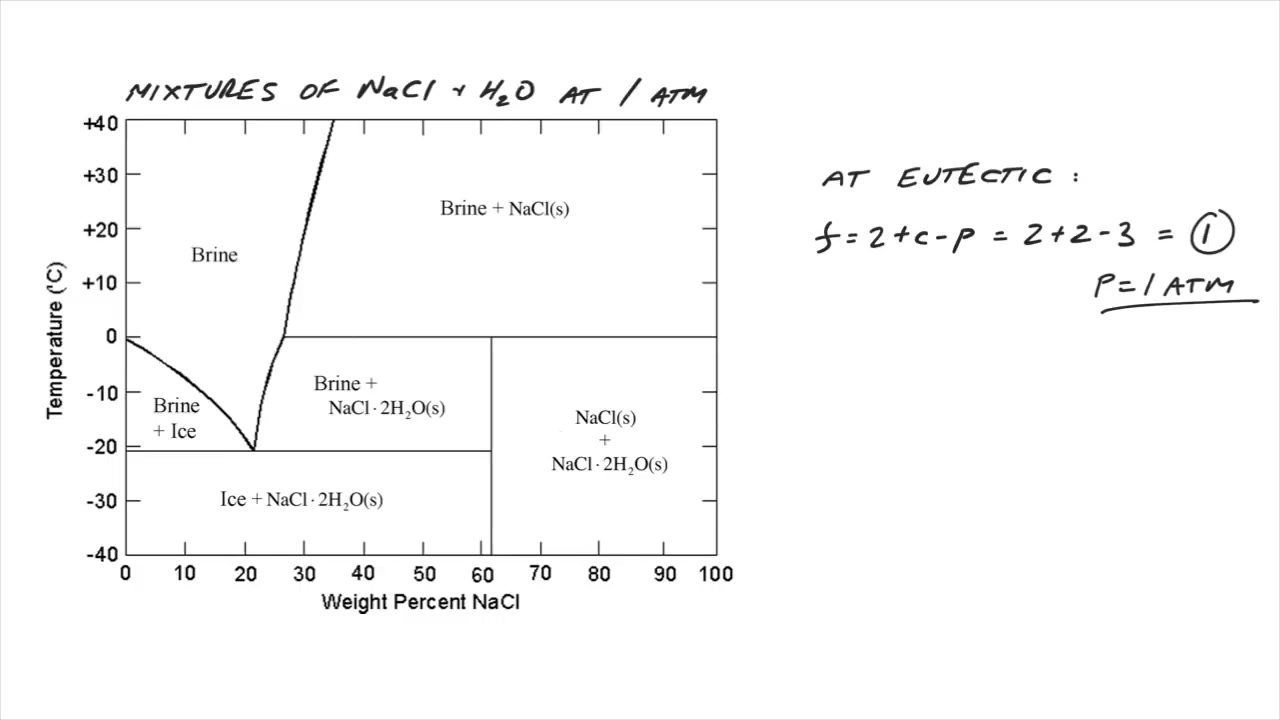 MIXTURES OF NaCl + H₂O AT 1 ATM
+40
+30
+20
+10
0
-10
-20
-30
-40
Temperature (°C)
Brine
Brine + NaCl(s)
Brine
+ Ice
Brine +
NaCl·2H₂O(s)
NaCl(s)
+
NaCl·2H₂O(s)
Ice + NaCl·2H₂O(s)
0 10 20 30 40 50 60 70 80 90 100
Weight Percent NaCl
AT EUTECTIC :
f = 2 + c - p = 2 + 2 - 3 = 1
P = 1 ATM